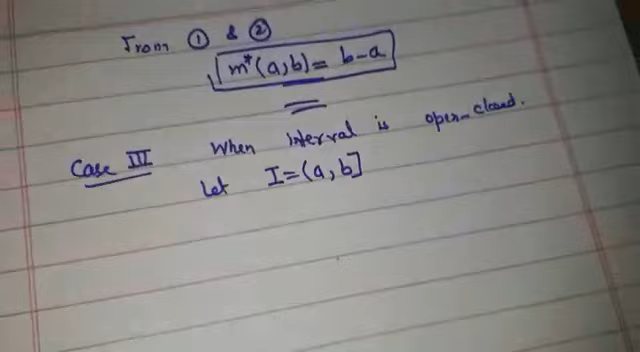 From ① & ②
m*(a,b) = b-a
Case III When interval is open-closed.
Let I = (a, b]